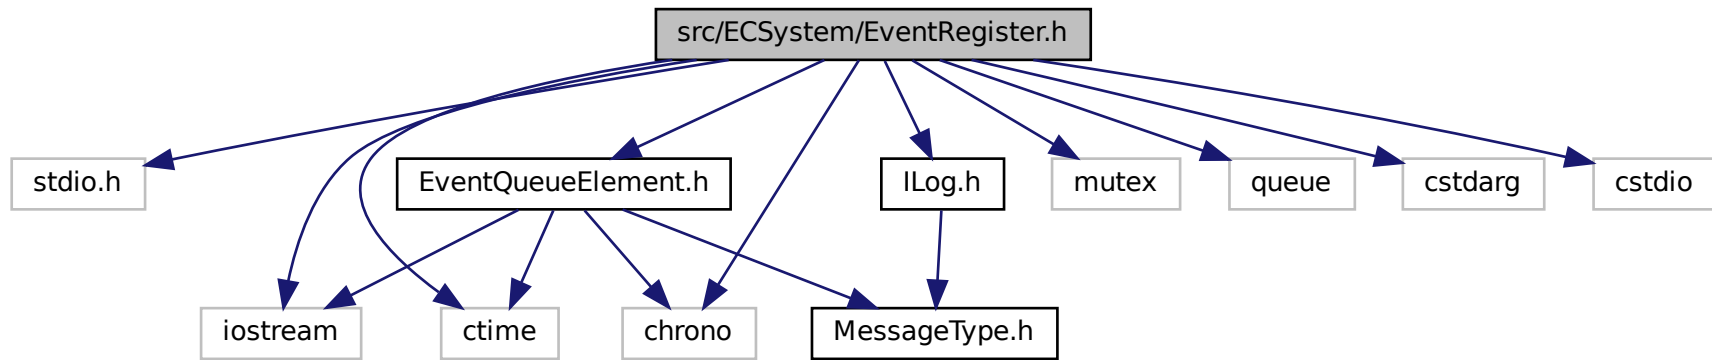 src/ECSystem/EventRegister.h
stdio.h
EventQueueElement.h
ILog.h
mutex
queue
cstdarg
cstdio
iostream
ctime
chrono
MessageType.h